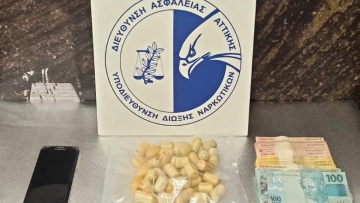 ΔΙΕΥΘΥΝΣΗ ΑΣΦΑΛΕΙΑΣ ΑΤΤΙΚΗΣ
ΥΠΟΔΙΕΥΘΥΝΣΗ ΔΙΩΞΗΣ ΝΑΡΚΩΤΙΚΩΝ
100